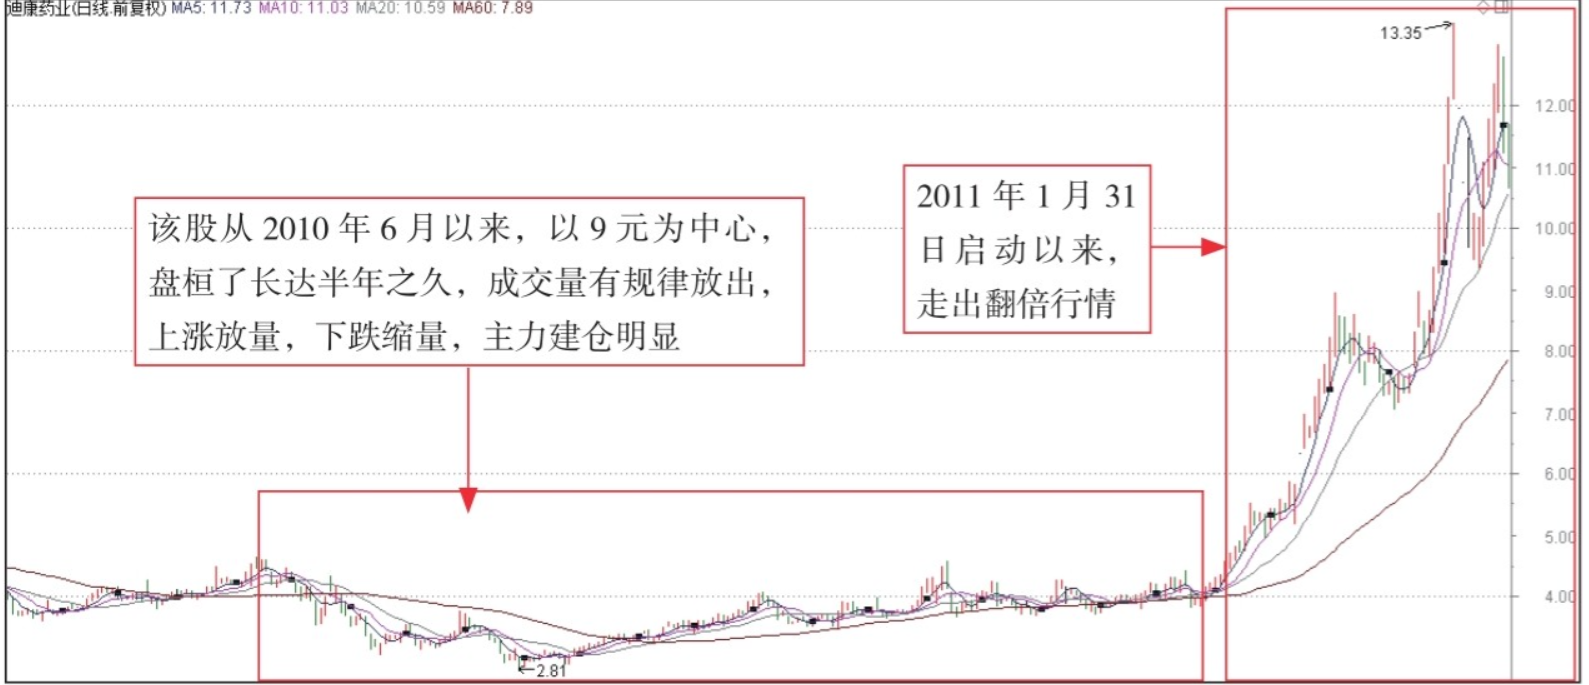 迪康药业(日线.前复权) MA5: 11.73 MA10: 11.03 MA20: 10.59 MA60: 7.89
13.35
12.00
11.00
10.00
9.00
8.00
7.00
6.00
5.00
4.00
该股从 2010 年 6 月以来，以 9 元为中心，
盘桓了长达半年之久，成交量有规律放出，
上涨放量，下跌缩量，主力建仓明显
2011 年 1 月 31
日启动以来，
走出翻倍行情
2.81